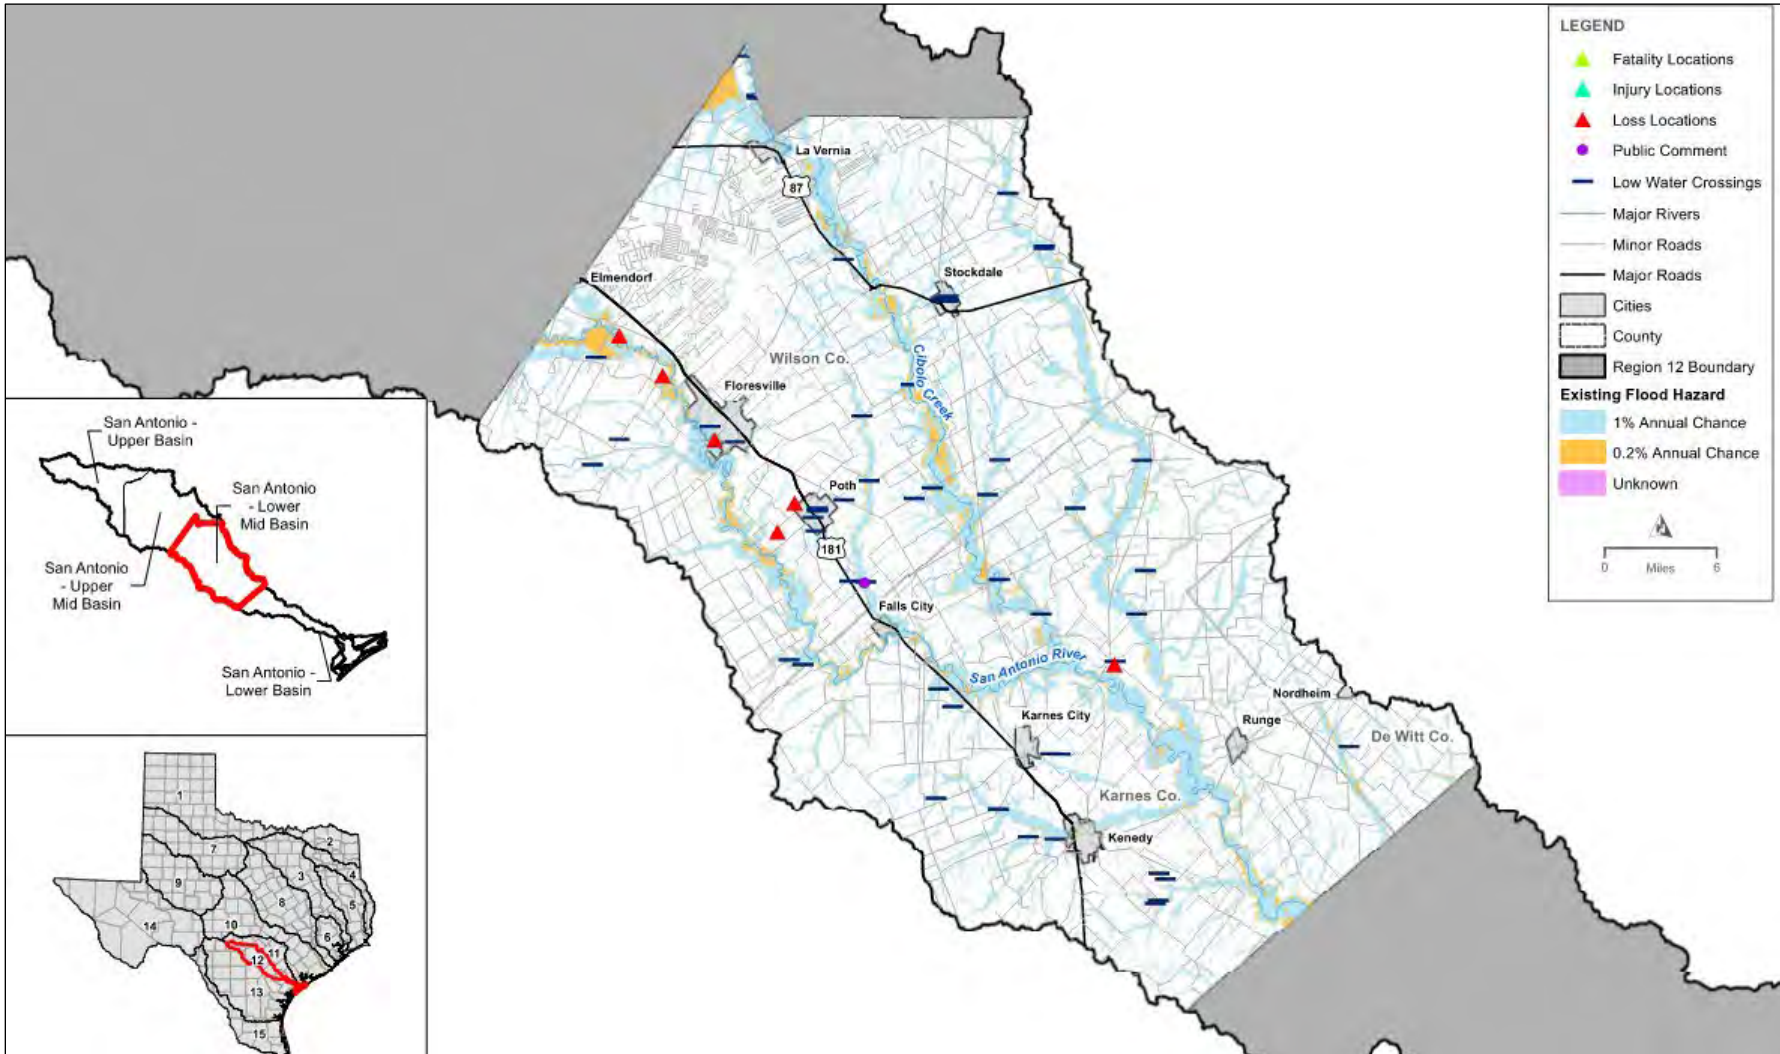 LEGEND
Fatality Locations
Injury Locations
Loss Locations
Public Comment
Low Water Crossings
Major Rivers
Minor Roads
Major Roads
Cities
County
Region 12 Boundary
Existing Flood Hazard
1% Annual Chance
0.2% Annual Chance
Unknown
0 Miles 6
La Vernia
87
Stockdale
Elmendorf
Wilson Co.
Floresville
Cibolo Creek
Poth
181
Falls City
San Antonio River
Karnes City
Nordheim
Runge
De Witt Co.
Karnes Co.
Kenedy
San Antonio -
Upper Basin
San Antonio
- Lower
Mid Basin
San Antonio
- Upper
Mid Basin
San Antonio -
Lower Basin
1
2
7
3
4
9
8
5
14
10
6
11
12
13
15